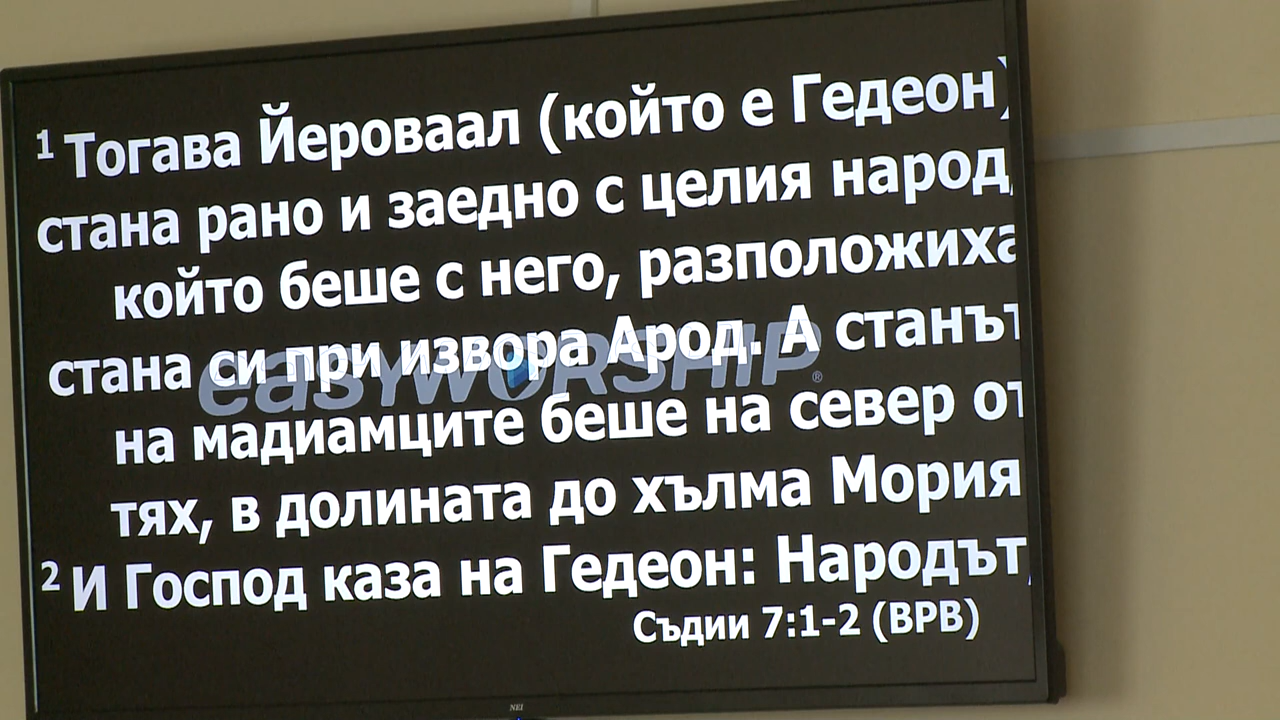 1 Тогава Йероваал (който е Гедеон)
стана рано и заедно с целия народ,
който беше с него, разположиха
стана си при извора Арод. А станът
easyworship®
на мадиамците беше на север от
тях, в долината до хълма Мория
2 И Господ каза на Гедеон: Народът,
Съдии 7:1-2 (ВРВ)
NEI